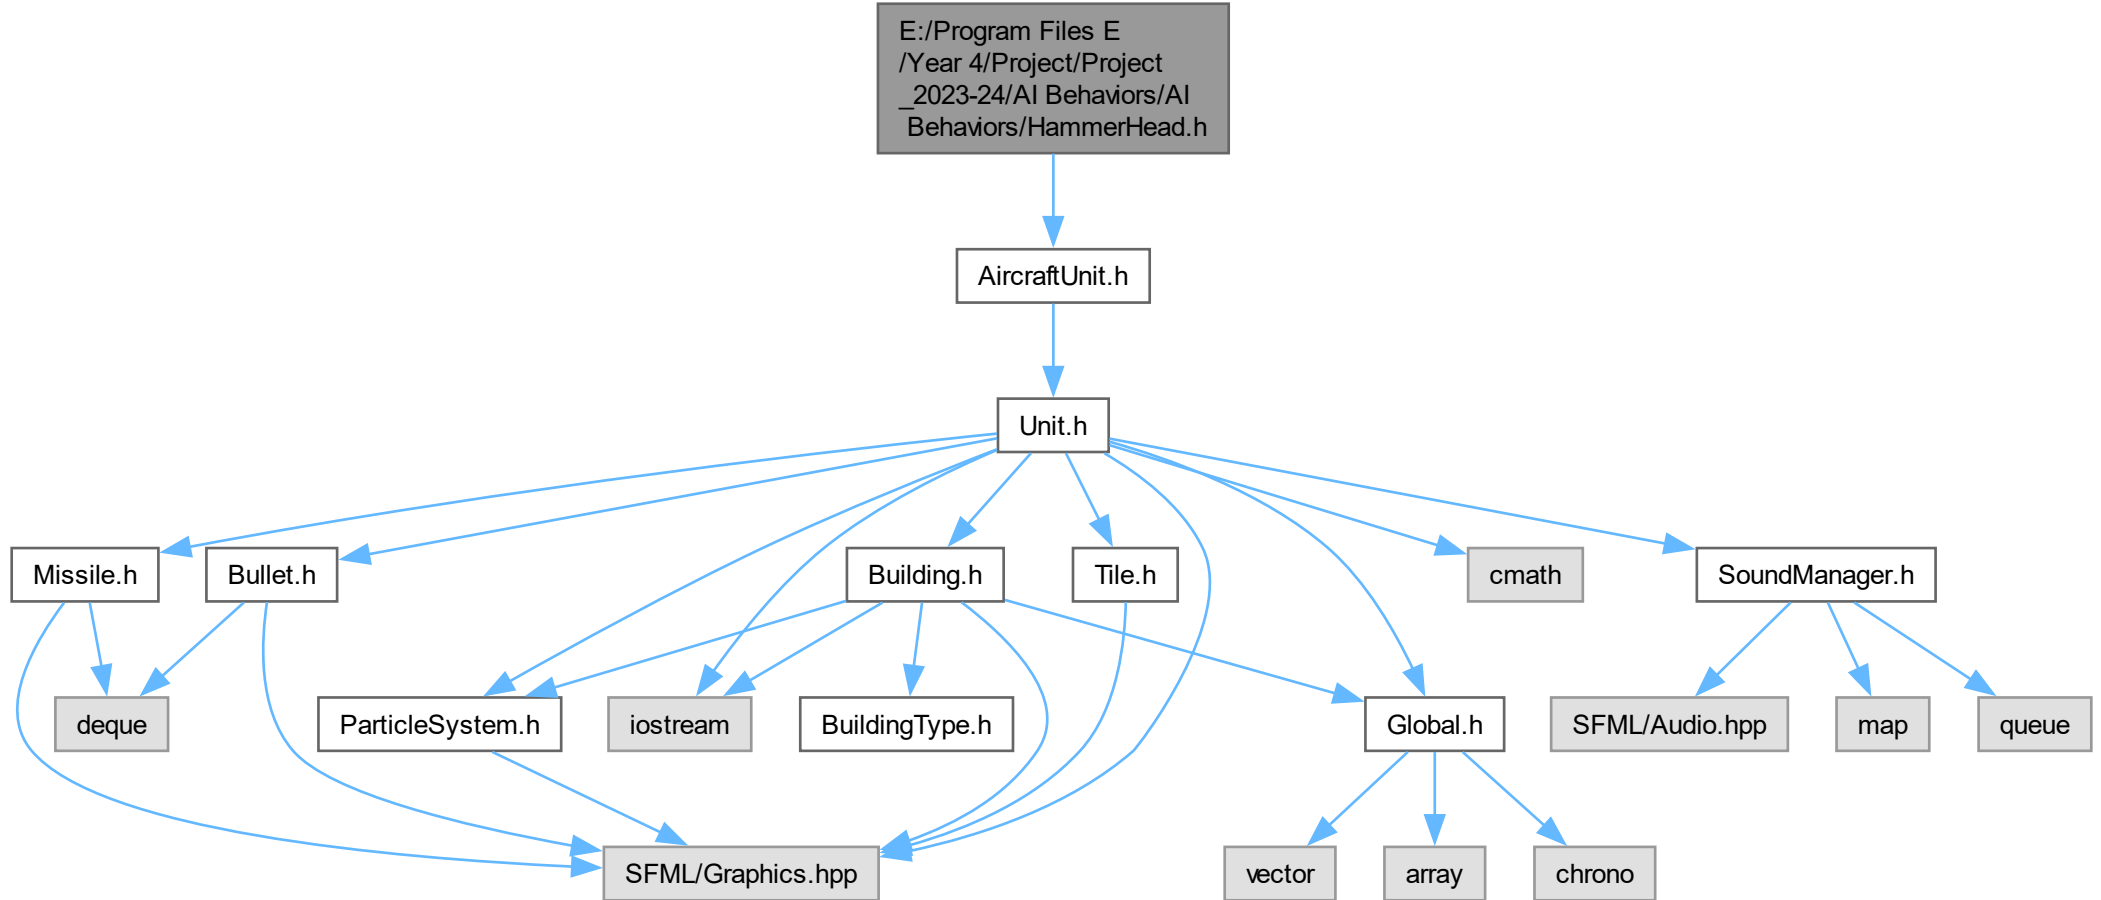 E:/Program Files E
/Year 4/Project/Project
_2023-24/AI Behaviors/AI
Behaviors/HammerHead.h
AircraftUnit.h
Unit.h
Missile.h
Bullet.h
Building.h
Tile.h
cmath
SoundManager.h
deque
ParticleSystem.h
iostream
BuildingType.h
Global.h
SFML/Audio.hpp
map
queue
SFML/Graphics.hpp
vector
array
chrono